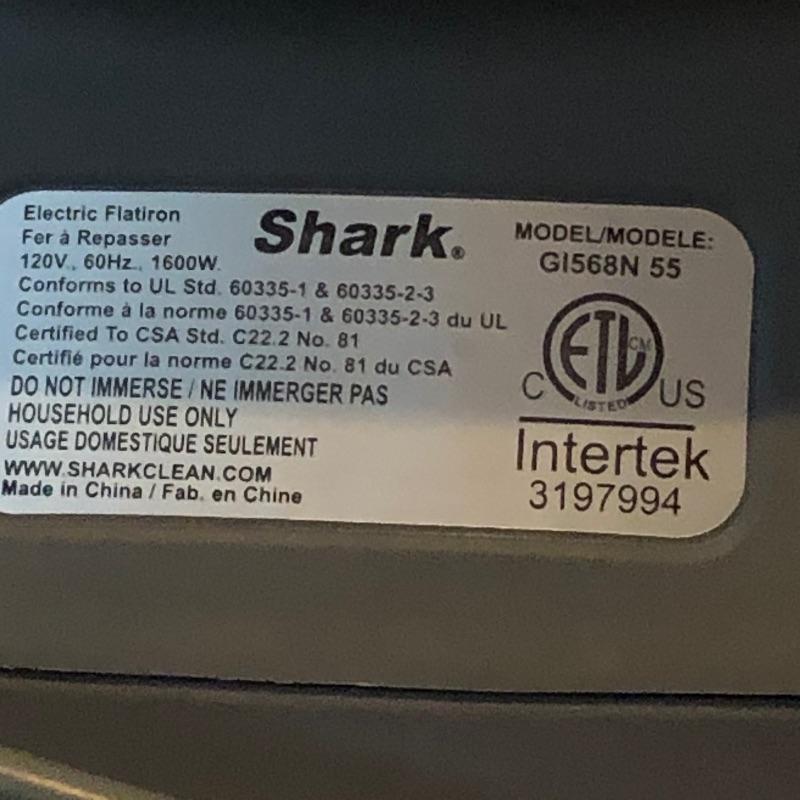 Electric Flatiron
Fer à Repasser
120V., 60Hz., 1600W.
Shark®
Conforms to UL Std. 60335-1 & 60335-2-3
Conforme à la norme 60335-1 & 60335-2-3 du UL
Certified To CSA Std. C22.2 No. 81
Certifié pour la norme C22.2 No. 81 du CSA
DO NOT IMMERSE / NE IMMERGER PAS
HOUSEHOLD USE ONLY
USAGE DOMESTIQUE SEULEMENT
WWW.SHARKCLEAN.COM
Made in China / Fab. en Chine
MODEL/MODELE:
GI568N 55
ETL CM
C LISTED US
Intertek
3197994